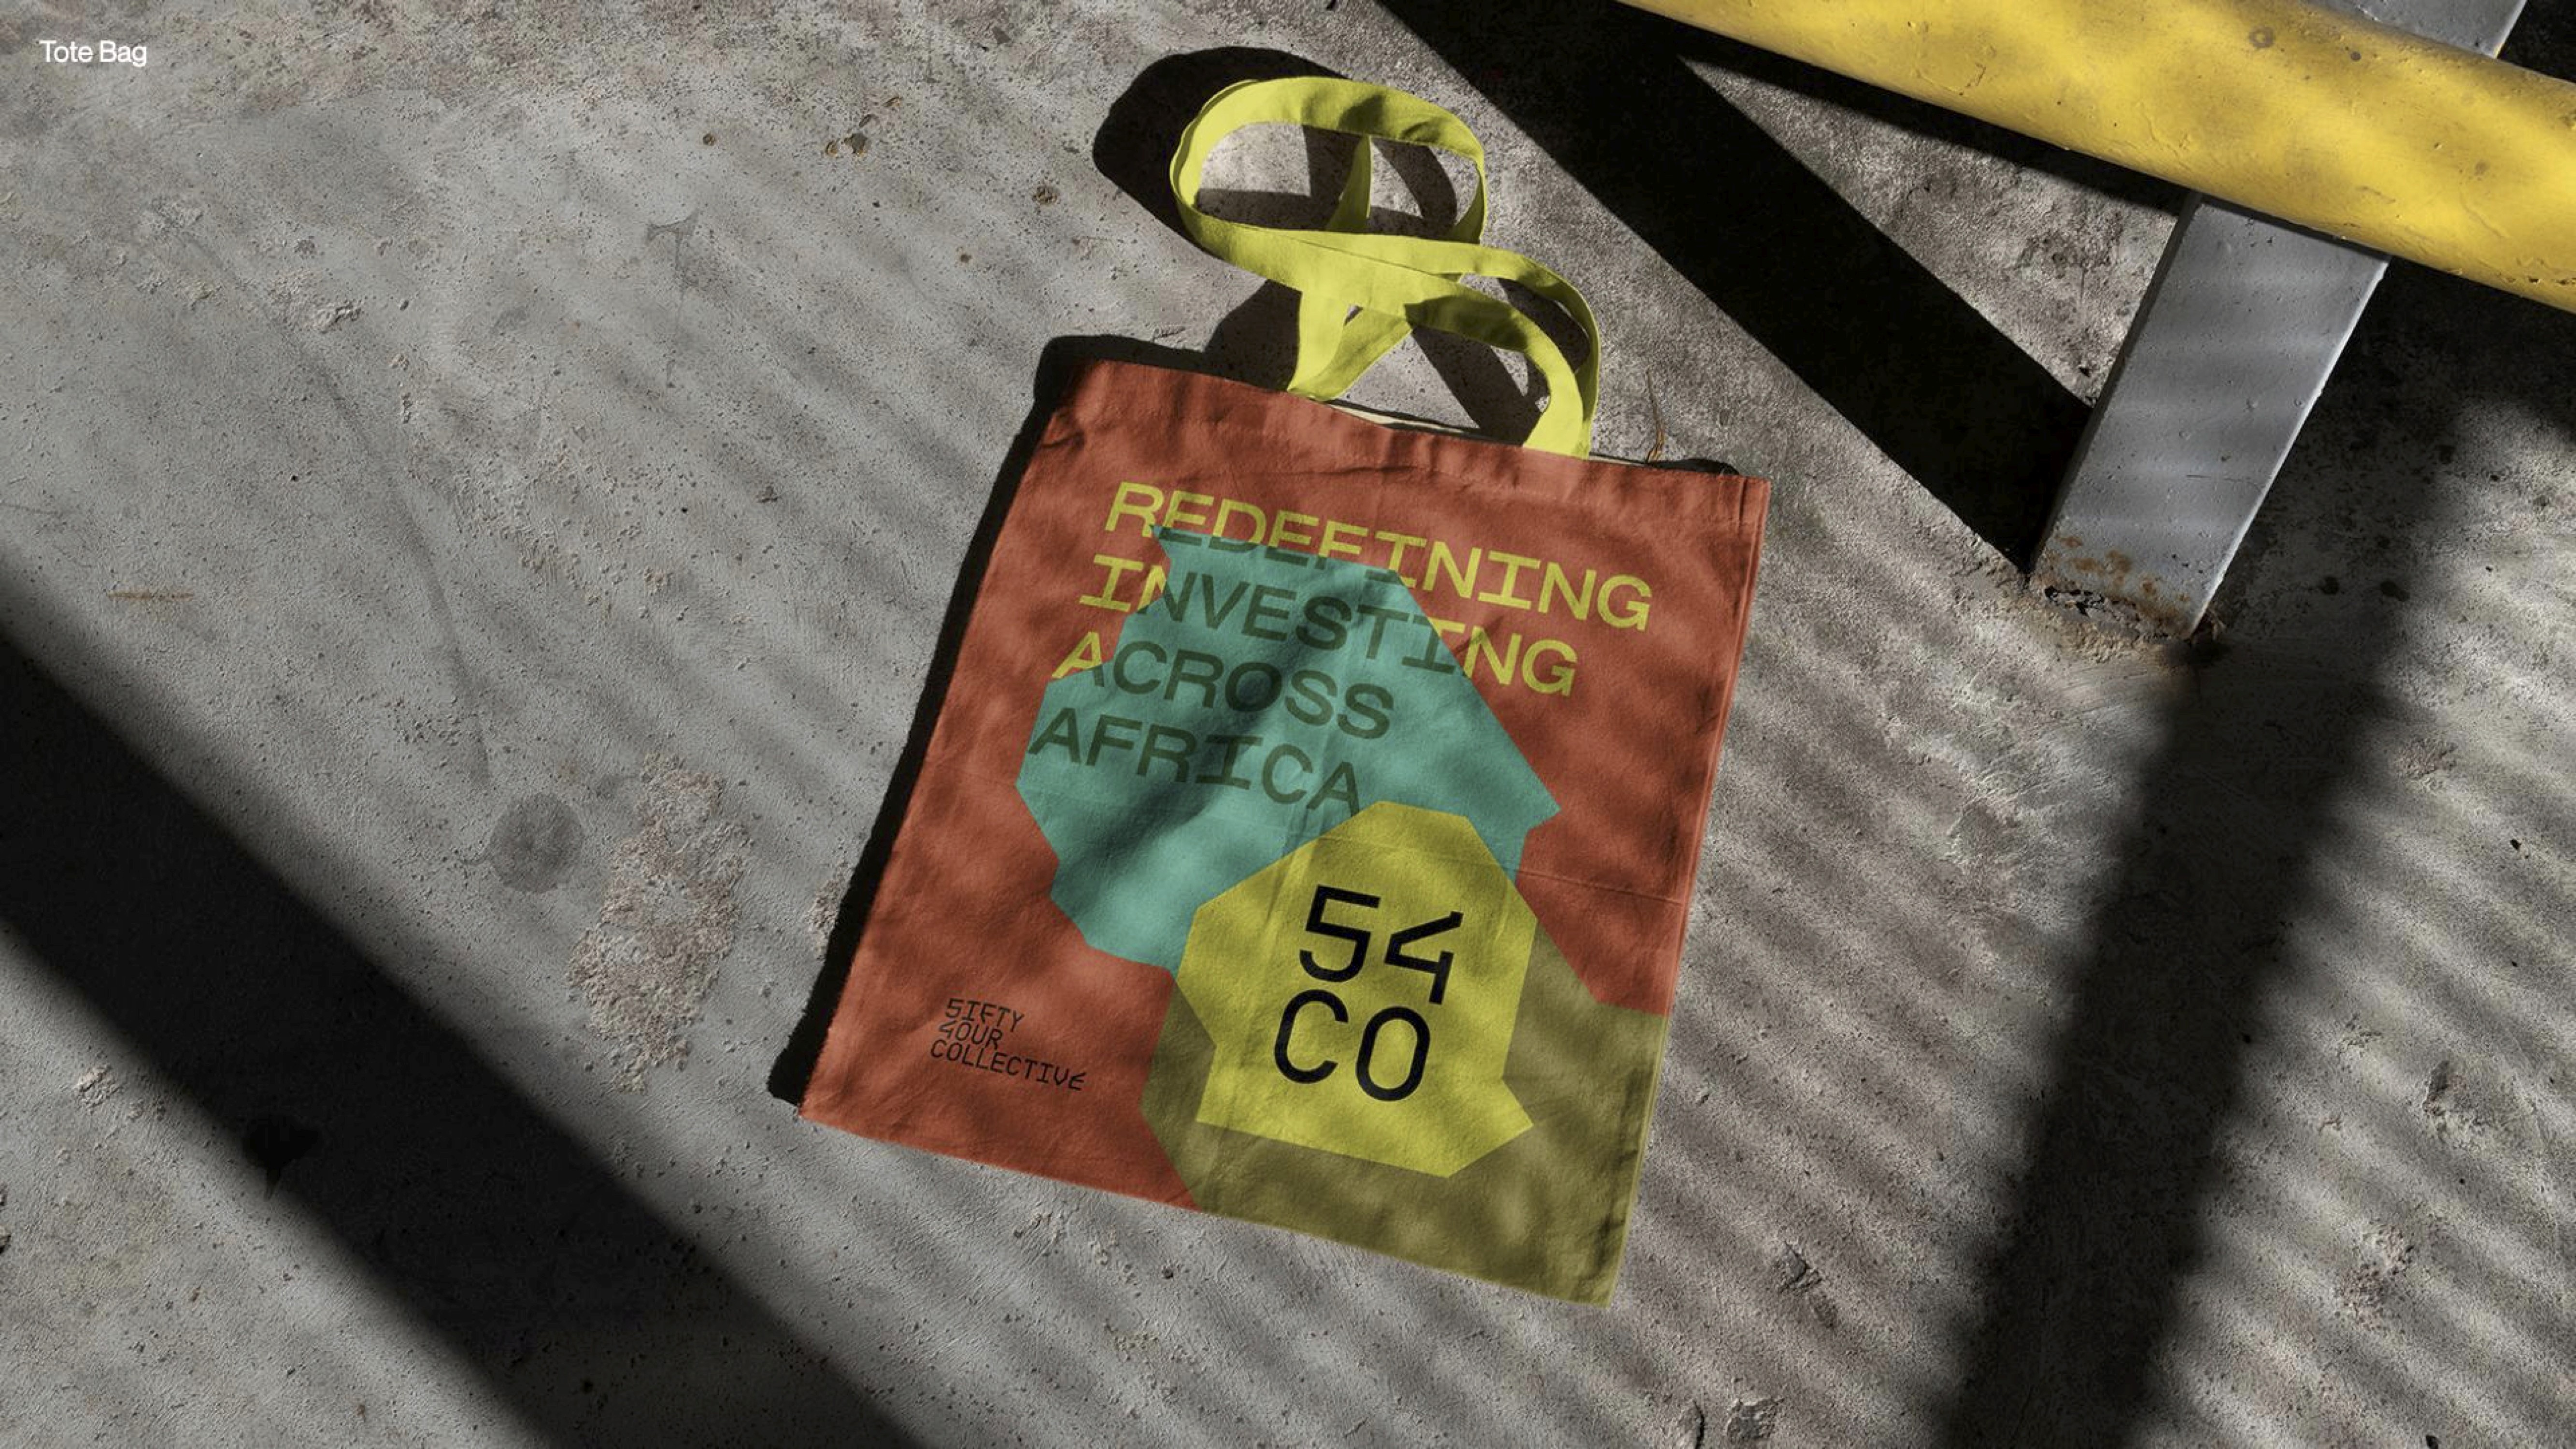 Tote Bag
REDEFINING
INVESTING
ACROSS
AFRICA
54
CO
5IFTY
4OUR
COLLECTIVE